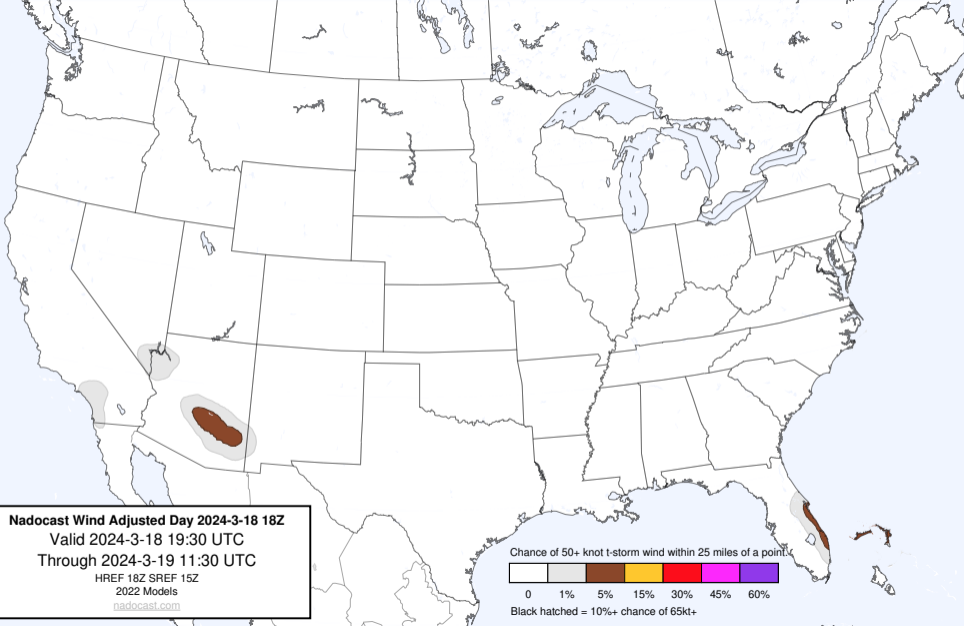 Nadocast Wind Adjusted Day 2024-3-18 18Z
Valid 2024-3-18 19:30 UTC
Through 2024-3-19 11:30 UTC
HREF 18Z SREF 15Z
2022 Models
nadocast.com
Chance of 50+ knot t-storm wind within 25 miles of a point.
0 1% 5% 15% 30% 45% 60%
Black hatched = 10%+ chance of 65kt+